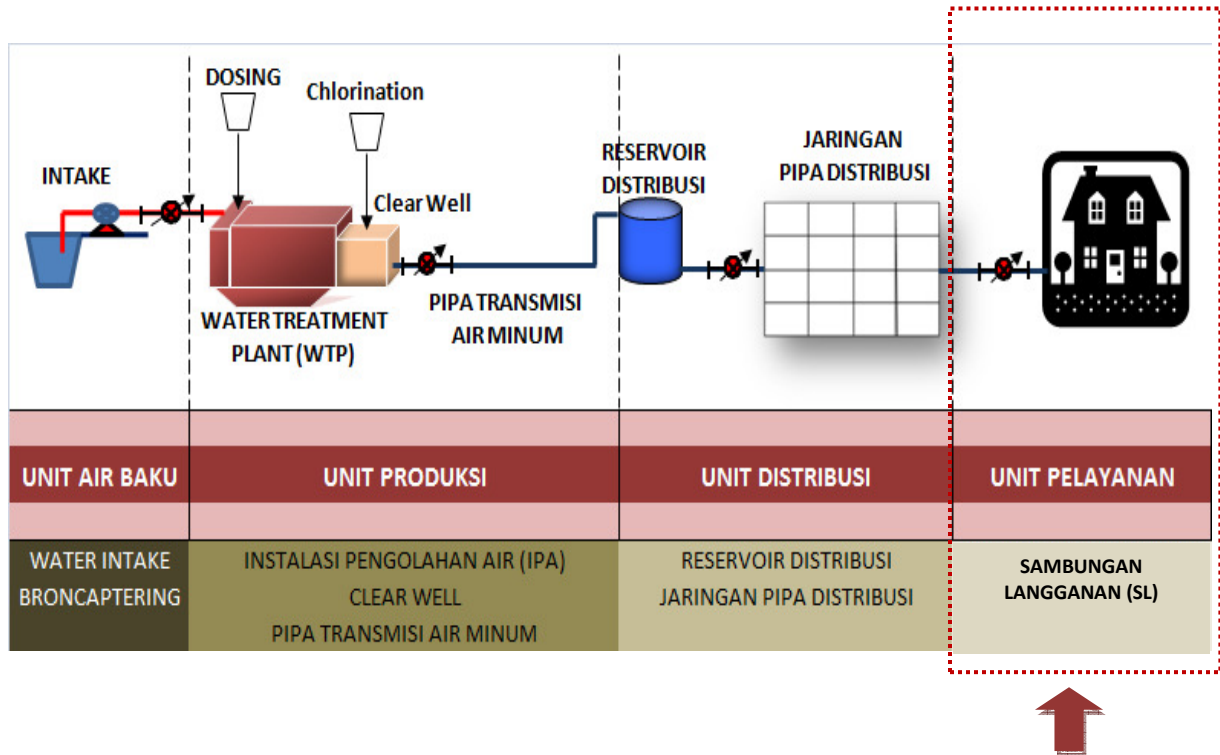 DOSING
Chlorination
INTAKE
Clear Well
WATER TREATMENT
PLANT (WTP)
PIPA TRANSMISI
AIR MINUM
RESERVOIR
DISTRIBUSI
JARINGAN
PIPA DISTRIBUSI
UNIT AIR BAKU
UNIT PRODUKSI
UNIT DISTRIBUSI
UNIT PELAYANAN
WATER INTAKE
BRONCAPTERING
INSTALASI PENGOLAHAN AIR (IPA)
CLEAR WELL
PIPA TRANSMISI AIR MINUM
RESERVOIR DISTRIBUSI
JARINGAN PIPA DISTRIBUSI
SAMBUNGAN
LANGGANAN (SL)